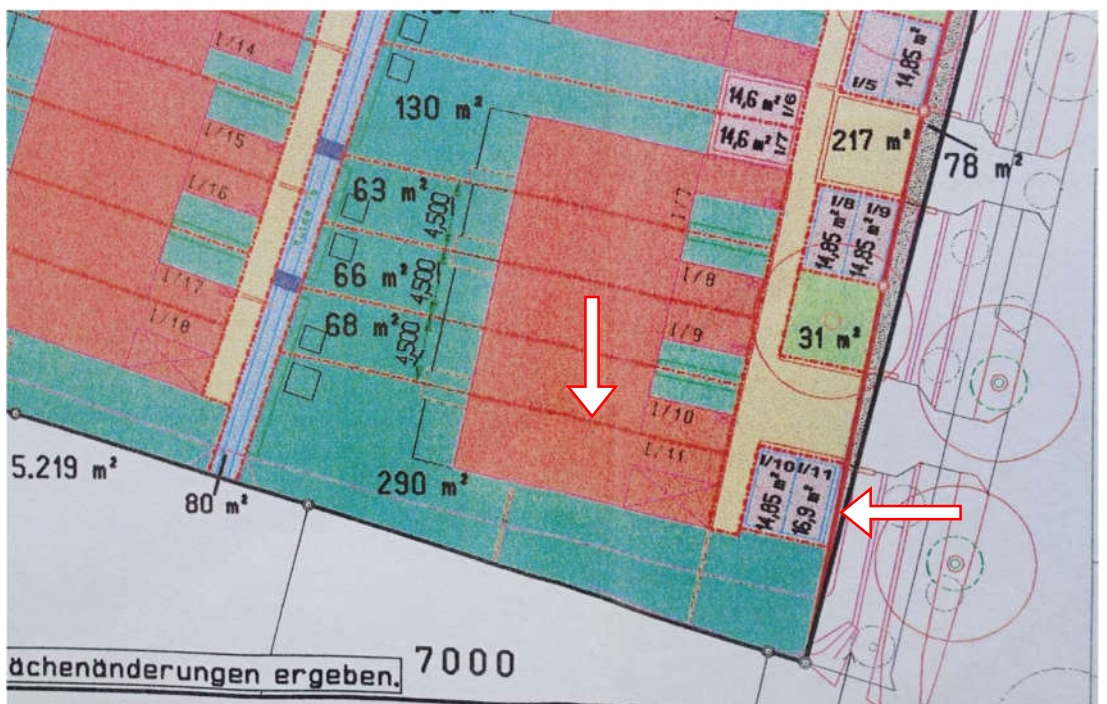 I/14
I/15
I/16
I/17
I/18
130 m²
63 m²
66 m²
68 m²
4,500
4,500
4,500
14,6 m² I/6
14,6 m² I/7
I/7
I/8
I/9
I/10
I/11
I/5
14,85 m²
217 m²
78 m²
I/8 I/9
14,85 m²
14,85 m²
31 m²
I/10 I/11
14,85 m²
16,9 m²
5.219 m²
80 m²
290 m²
ächenänderungen ergeben.
7000